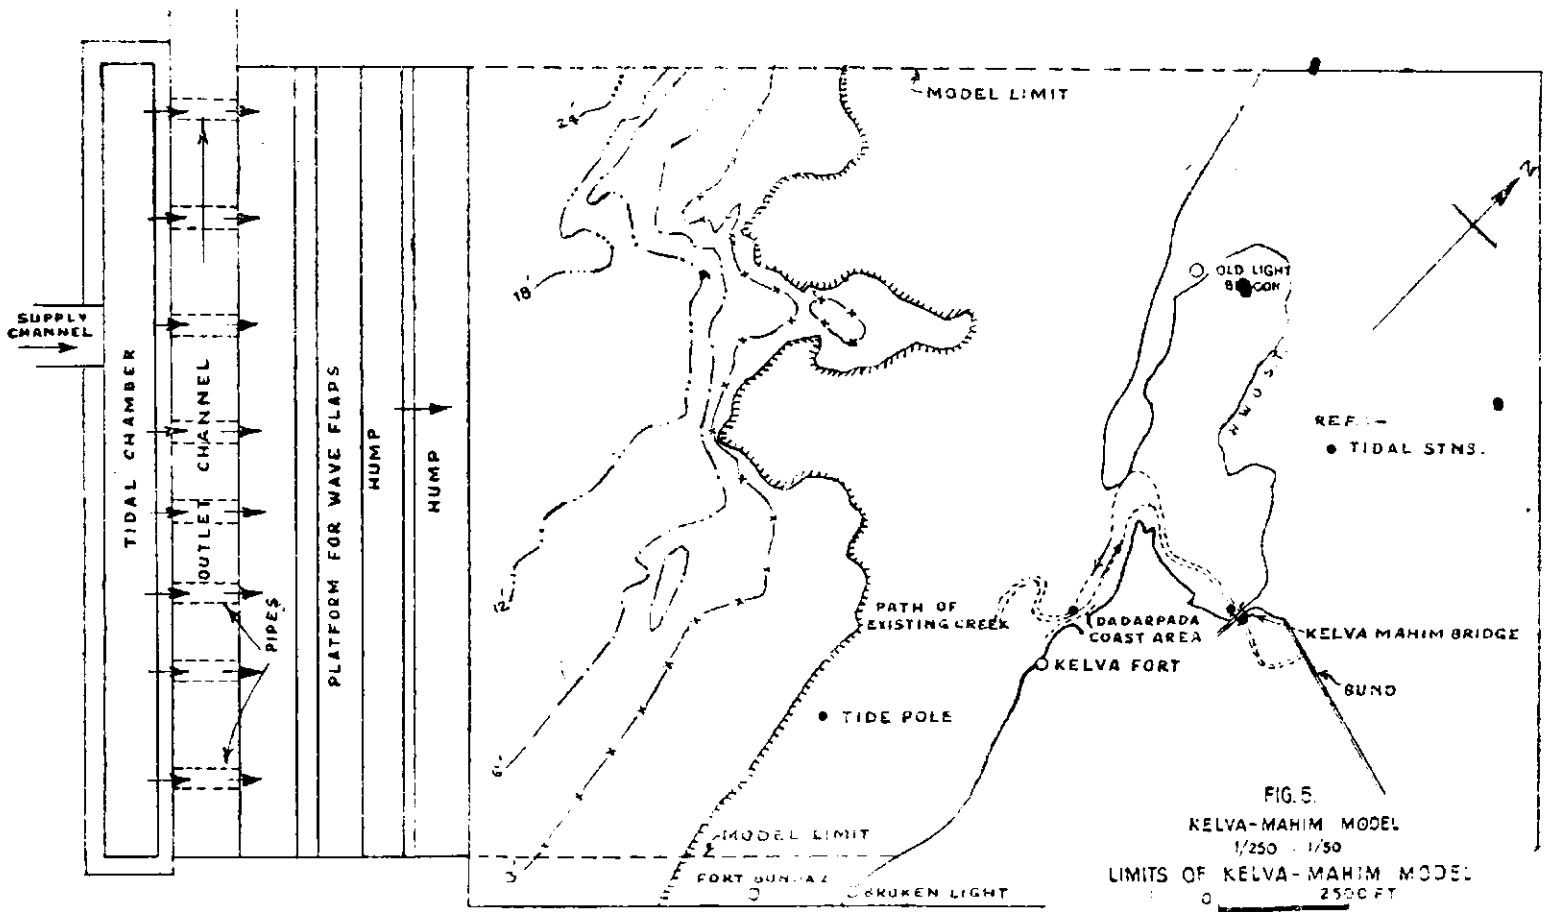 MODEL LIMIT
24'
N
OLD LIGHT
18'
SUPPLY
CHANNEL
TIDAL CHAMBER
OUTLET CHANNEL
PIPES
PLATFORM FOR WAVE FLAPS
HUMP
HUMP
REF:-
TIDAL STNS.
12'
PATH OF
EXISTING CREEK
DADARPADA
COAST AREA
KELVA MAHIM BRIDGE
KELVA FORT
BUND
TIDE POLE
6'
FIG. 5.
KELVA-MAHIM MODEL
MODEL LIMIT
1/250 1/50
3
BROKEN LIGHT
LIMITS OF KELVA-MAHIM MODEL
0 2500 FT